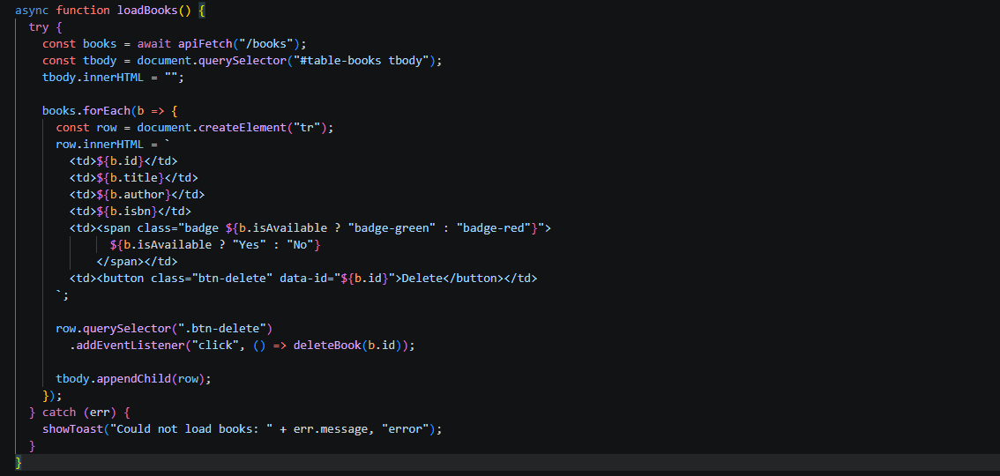 async function loadBooks() {
  try {
    const books = await apiFetch("/books");
    const tbody = document.querySelector("#table-books tbody");
    tbody.innerHTML = "";

    books.forEach(b => {
      const row = document.createElement("tr");
      row.innerHTML = `
        <td>${b.id}</td>
        <td>${b.title}</td>
        <td>${b.author}</td>
        <td>${b.isbn}</td>
        <td><span class="badge ${b.isAvailable ? "badge-green" : "badge-red"}">
              ${b.isAvailable ? "Yes" : "No"}
            </span></td>
        <td><button class="btn-delete" data-id="${b.id}">Delete</button></td>
      `;

      row.querySelector(".btn-delete")
        .addEventListener("click", () => deleteBook(b.id));

      tbody.appendChild(row);
    });
  } catch (err) {
    showToast("Could not load books: " + err.message, "error");
  }
}